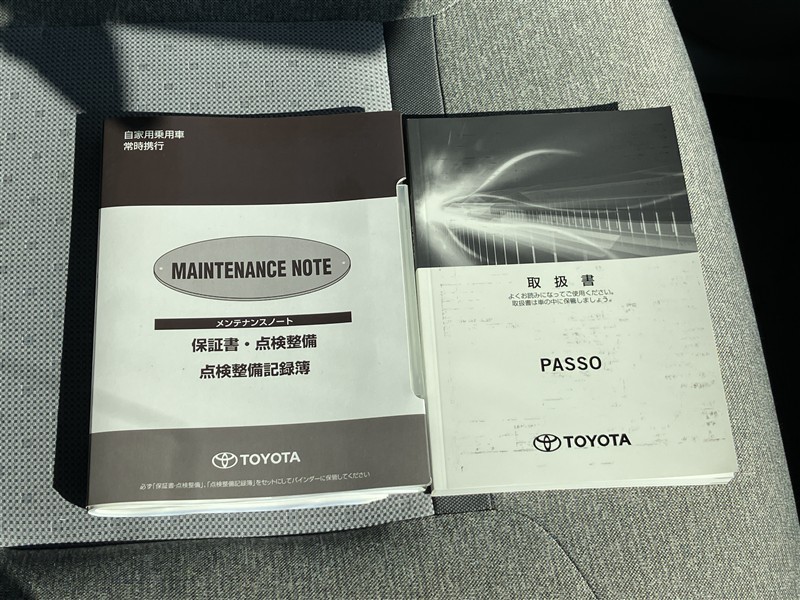 自家用乗用車
常時携行
MAINTENANCE NOTE
メンテナンスノート
保証書・点検整備
点検整備記録簿
TOYOTA
必ず「保証書・点検整備」,「点検整備記録簿」をセットにしてバインダーに保管してください
取扱書
よくお読みになってご使用ください。
取扱書は車の中に保管しましょう。
PASSO
TOYOTA